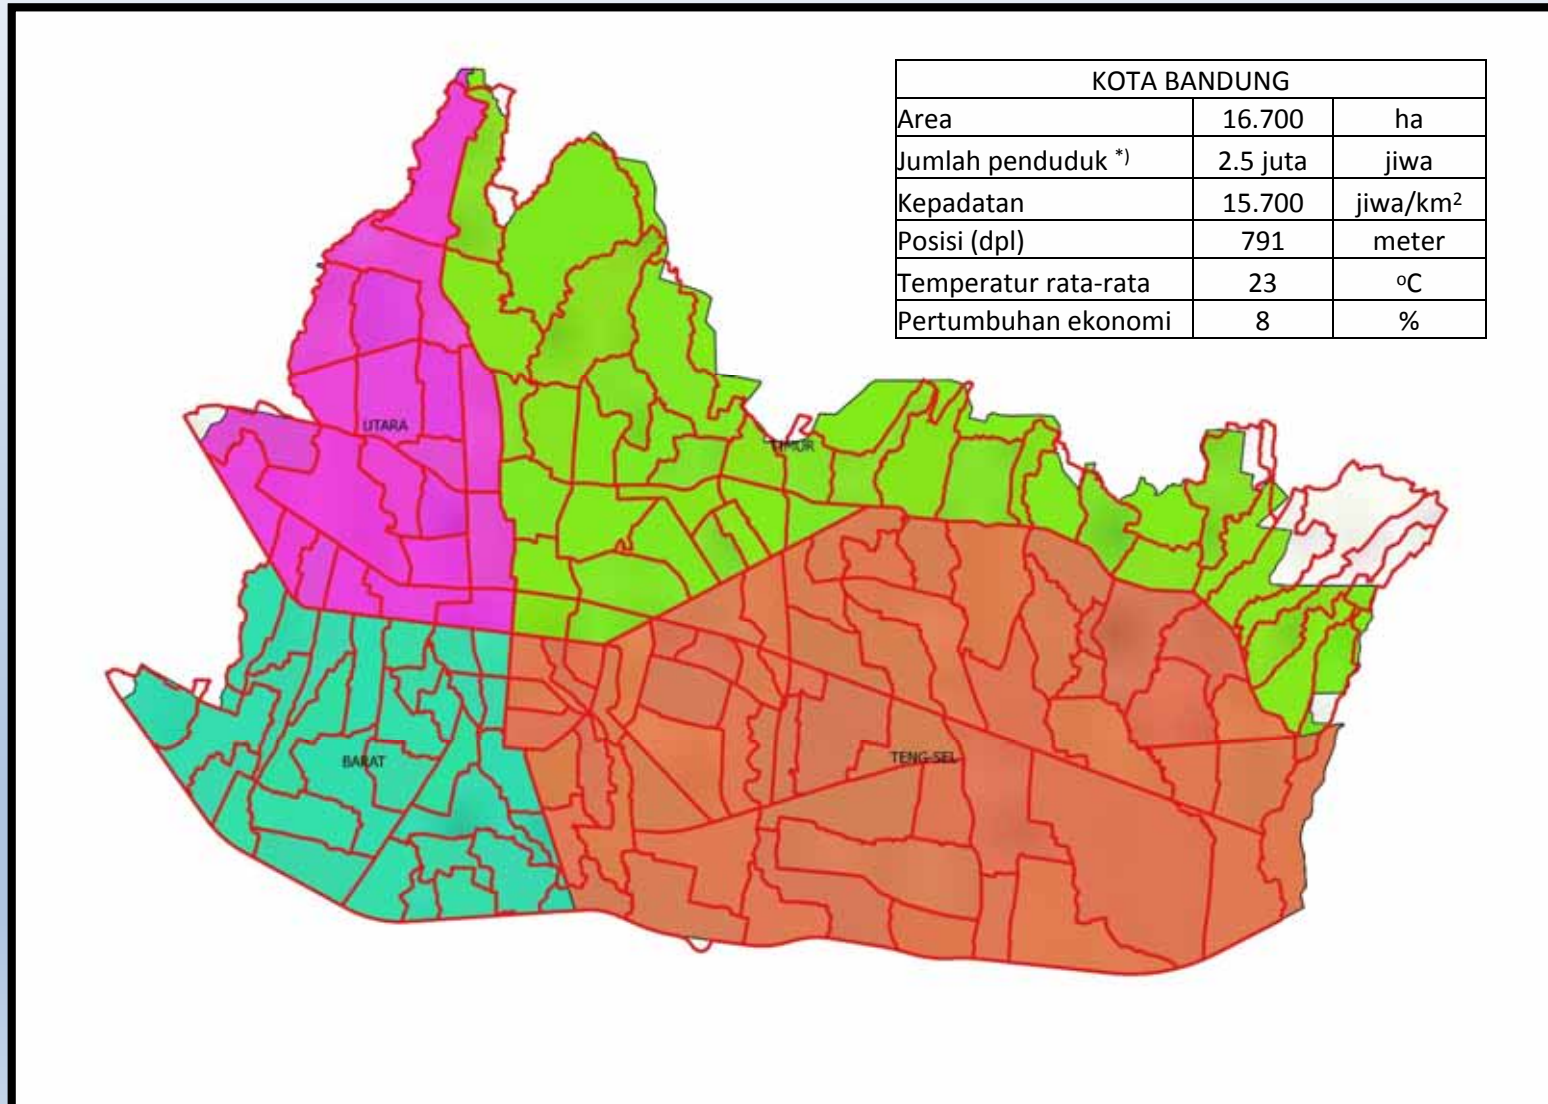 KOTA BANDUNG
Area 16.700 ha
Jumlah penduduk *) 2.5 juta jiwa
Kepadatan 15.700 jiwa/km²
Posisi (dpl) 791 meter
Temperatur rata-rata 23 ᵒC
Pertumbuhan ekonomi 8 %
UTARA
TIMUR
BARAT
TENG-SEL